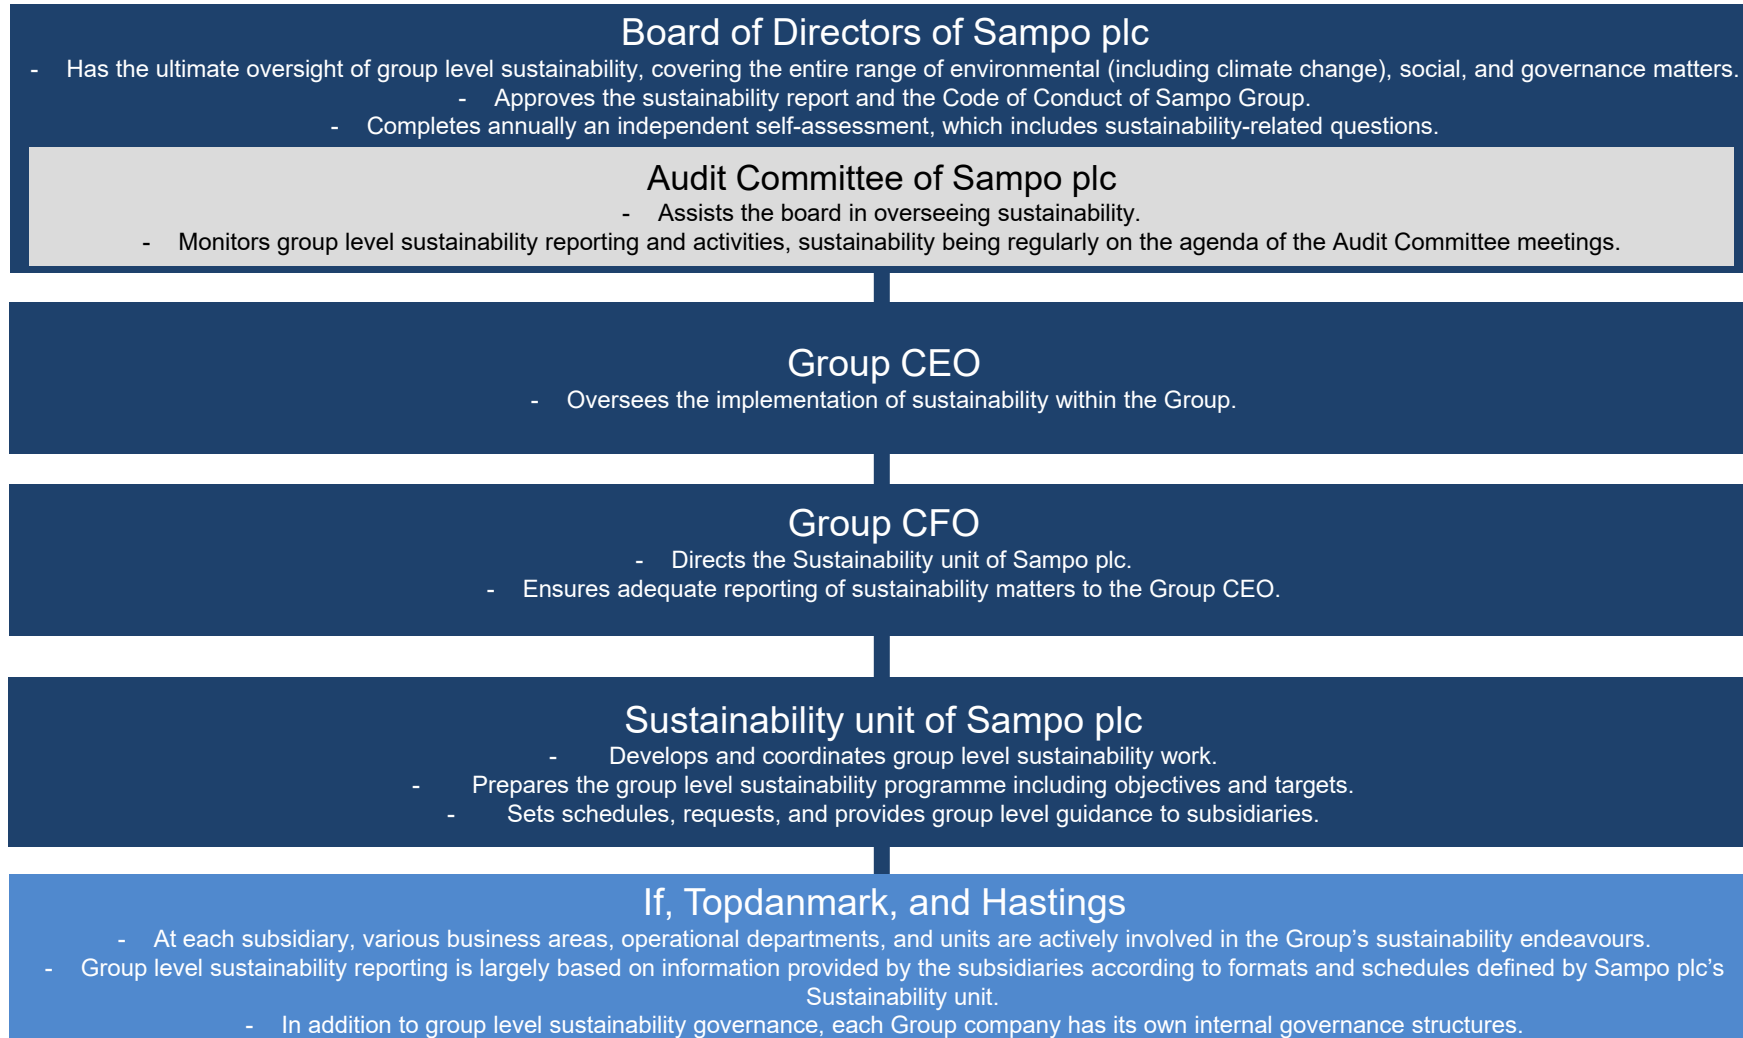 Board of Directors of Sampo plc
- Has the ultimate oversight of group level sustainability, covering the entire range of environmental (including climate change), social, and governance matters.
- Approves the sustainability report and the Code of Conduct of Sampo Group.
- Completes annually an independent self-assessment, which includes sustainability-related questions.
Audit Committee of Sampo plc
- Assists the board in overseeing sustainability.
- Monitors group level sustainability reporting and activities, sustainability being regularly on the agenda of the Audit Committee meetings.
Group CEO
- Oversees the implementation of sustainability within the Group.
Group CFO
- Directs the Sustainability unit of Sampo plc.
- Ensures adequate reporting of sustainability matters to the Group CEO.
Sustainability unit of Sampo plc
- Develops and coordinates group level sustainability work.
- Prepares the group level sustainability programme including objectives and targets.
- Sets schedules, requests, and provides group level guidance to subsidiaries.
If, Topdanmark, and Hastings
- At each subsidiary, various business areas, operational departments, and units are actively involved in the Group's sustainability endeavours.
- Group level sustainability reporting is largely based on information provided by the subsidiaries according to formats and schedules defined by Sampo plc's
Sustainability unit.
- In addition to group level sustainability governance, each Group company has its own internal governance structures.